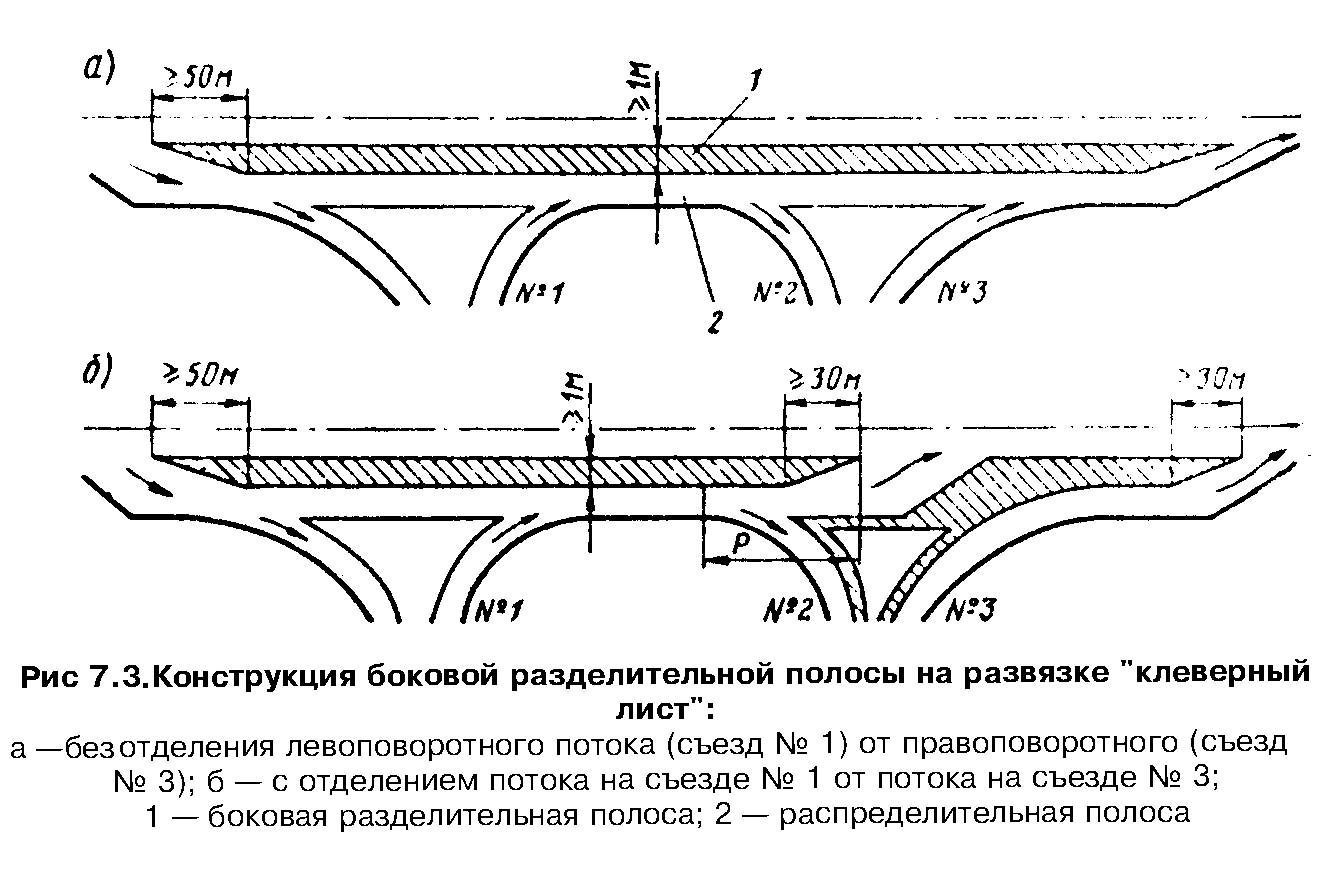 а)
≥50м
≥1м
1
№1
№2
№3
2
б)
≥50м
≥1м
≥30м
≥30м
Р
№1
№2
№3
Рис 7.3.Конструкция боковой разделительной полосы на развязке "клеверный
лист":
а —без отделения левоповоротного потока (съезд № 1) от правоповоротного (съезд
№ 3); б — с отделением потока на съезде № 1 от потока на съезде № 3;
1 — боковая разделительная полоса; 2 — распределительная полоса